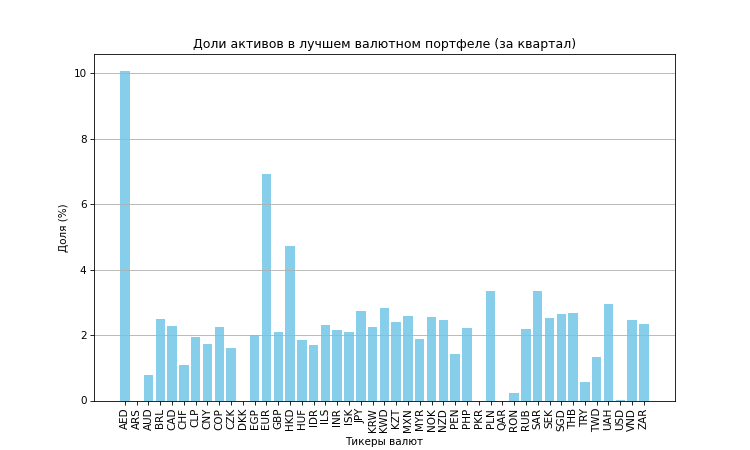 Доли активов в лучшем валютном портфеле (за квартал)
Доля (%)
10
8
6
4
2
0
AED ARS AUD BRL CAD CHF CLP CNY COP CZK DKK EGP EUR GBP HKD HUF IDR ILS INR ISK JPY KRW KWD KZT MXN MYR NOK NZD PEN PHP PKR PLN QAR RON RUB SAR SEK SGD THB TRY TWD UAH USD VND ZAR
Тикеры валют